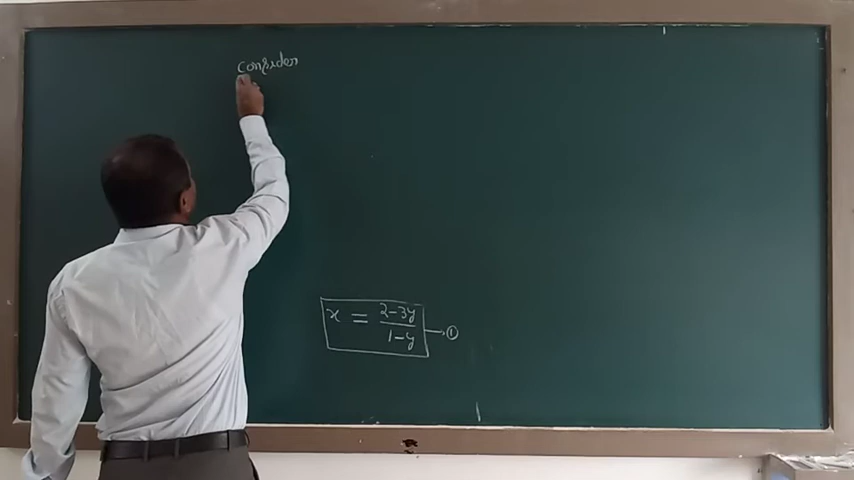 Consider
x = 2-3y / 1-y → ①